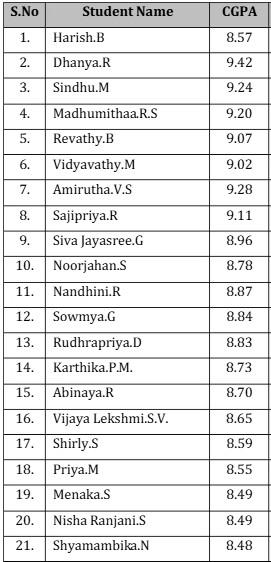 S.No Student Name CGPA
1. Harish.B 8.57
2. Dhanya.R 9.42
3. Sindhu.M 9.24
4. Madhumithaa.R.S 9.20
5. Revathy.B 9.07
6. Vidyavathy.M 9.02
7. Amirutha.V.S 9.28
8. Sajipriya.R 9.11
9. Siva Jayasree.G 8.96
10. Noorjahan.S 8.78
11. Nandhini.R 8.87
12. Sowmya.G 8.84
13. Rudhrapriya.D 8.83
14. Karthika.P.M. 8.73
15. Abinaya.R 8.70
16. Vijaya Lekshmi.S.V. 8.65
17. Shirly.S 8.59
18. Priya.M 8.55
19. Menaka.S 8.49
20. Nisha Ranjani.S 8.49
21. Shyamambika.N 8.48